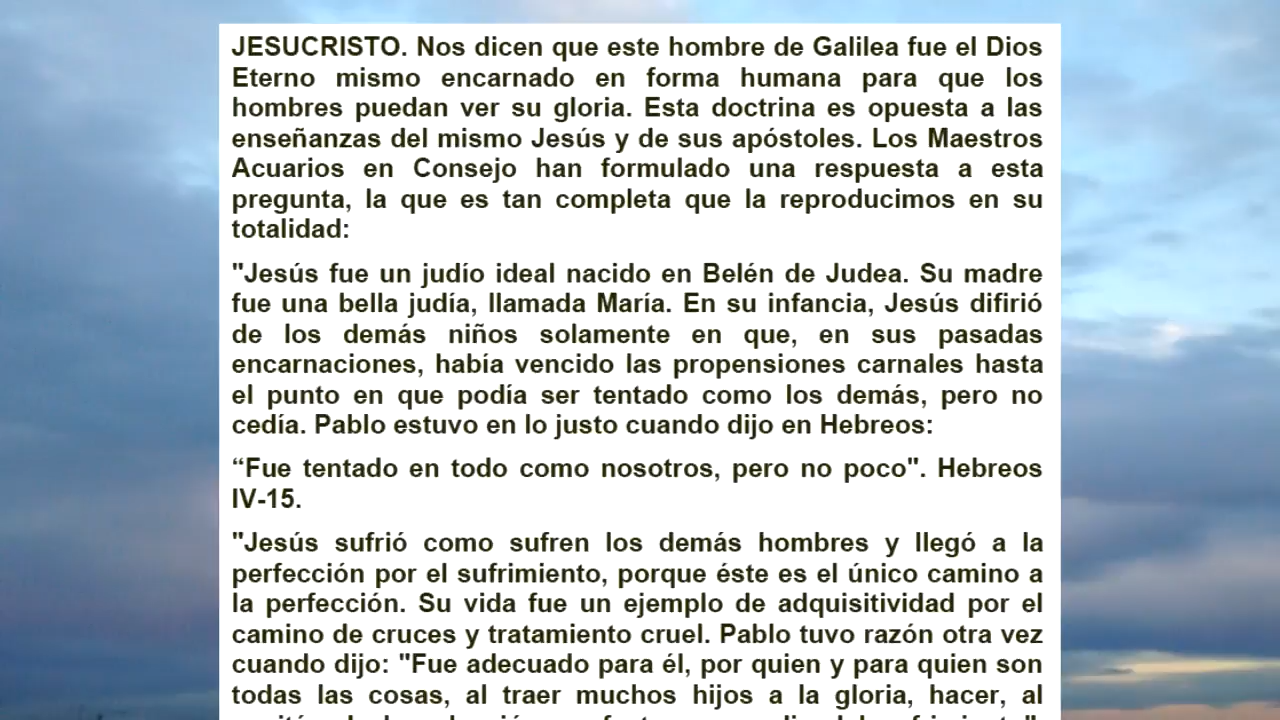 JESUCRISTO. Nos dicen que este hombre de Galilea fue el Dios
Eterno mismo encarnado en forma humana para que los
hombres puedan ver su gloria. Esta doctrina es opuesta a las
enseñanzas del mismo Jesús y de sus apóstoles. Los Maestros
Acuarios en Consejo han formulado una respuesta a esta
pregunta, la que es tan completa que la reproducimos en su
totalidad:
"Jesús fue un judío ideal nacido en Belén de Judea. Su madre
fue una bella judía, llamada María. En su infancia, Jesús difirió
de los demás niños solamente en que, en sus pasadas
encarnaciones, había vencido las propensiones carnales hasta
el punto en que podía ser tentado como los demás, pero no
cedía. Pablo estuvo en lo justo cuando dijo en Hebreos:
“Fue tentado en todo como nosotros, pero no poco". Hebreos
IV-15.
"Jesús sufrió como sufren los demás hombres y llegó a la
perfección por el sufrimiento, porque éste es el único camino a
la perfección. Su vida fue un ejemplo de adquisitividad por el
camino de cruces y tratamiento cruel. Pablo tuvo razón otra vez
cuando dijo: "Fue adecuado para él, por quien y para quien son
todas las cosas, al traer muchos hijos a la gloria, hacer, al